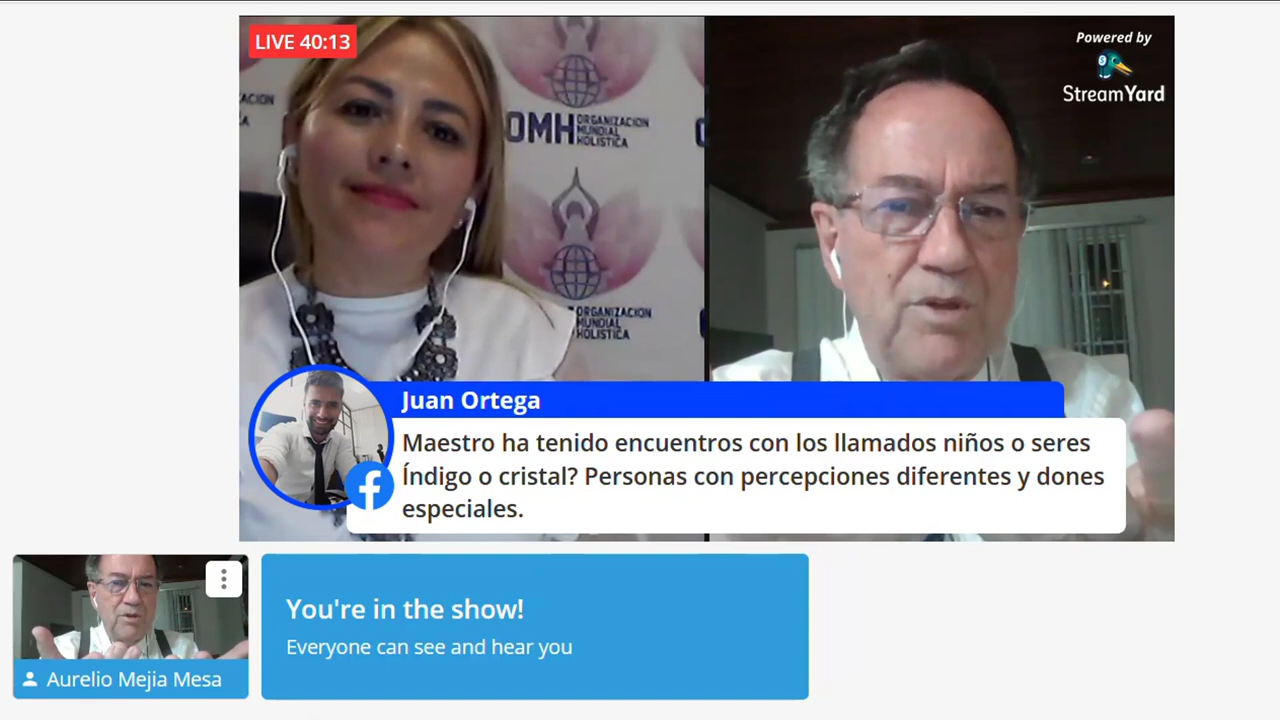 LIVE 40:13
Powered by
StreamYard
ACION
A
OMH ORGANIZACION
MUNDIAL
HOLISTICA
ORGANIZACION
MUNDIAL
HOLISTICA
Juan Ortega
Maestro ha tenido encuentros con los llamados niños o seres
Índigo o cristal? Personas con percepciones diferentes y dones
especiales.
You're in the show!
Everyone can see and hear you
Aurelio Mejia Mesa